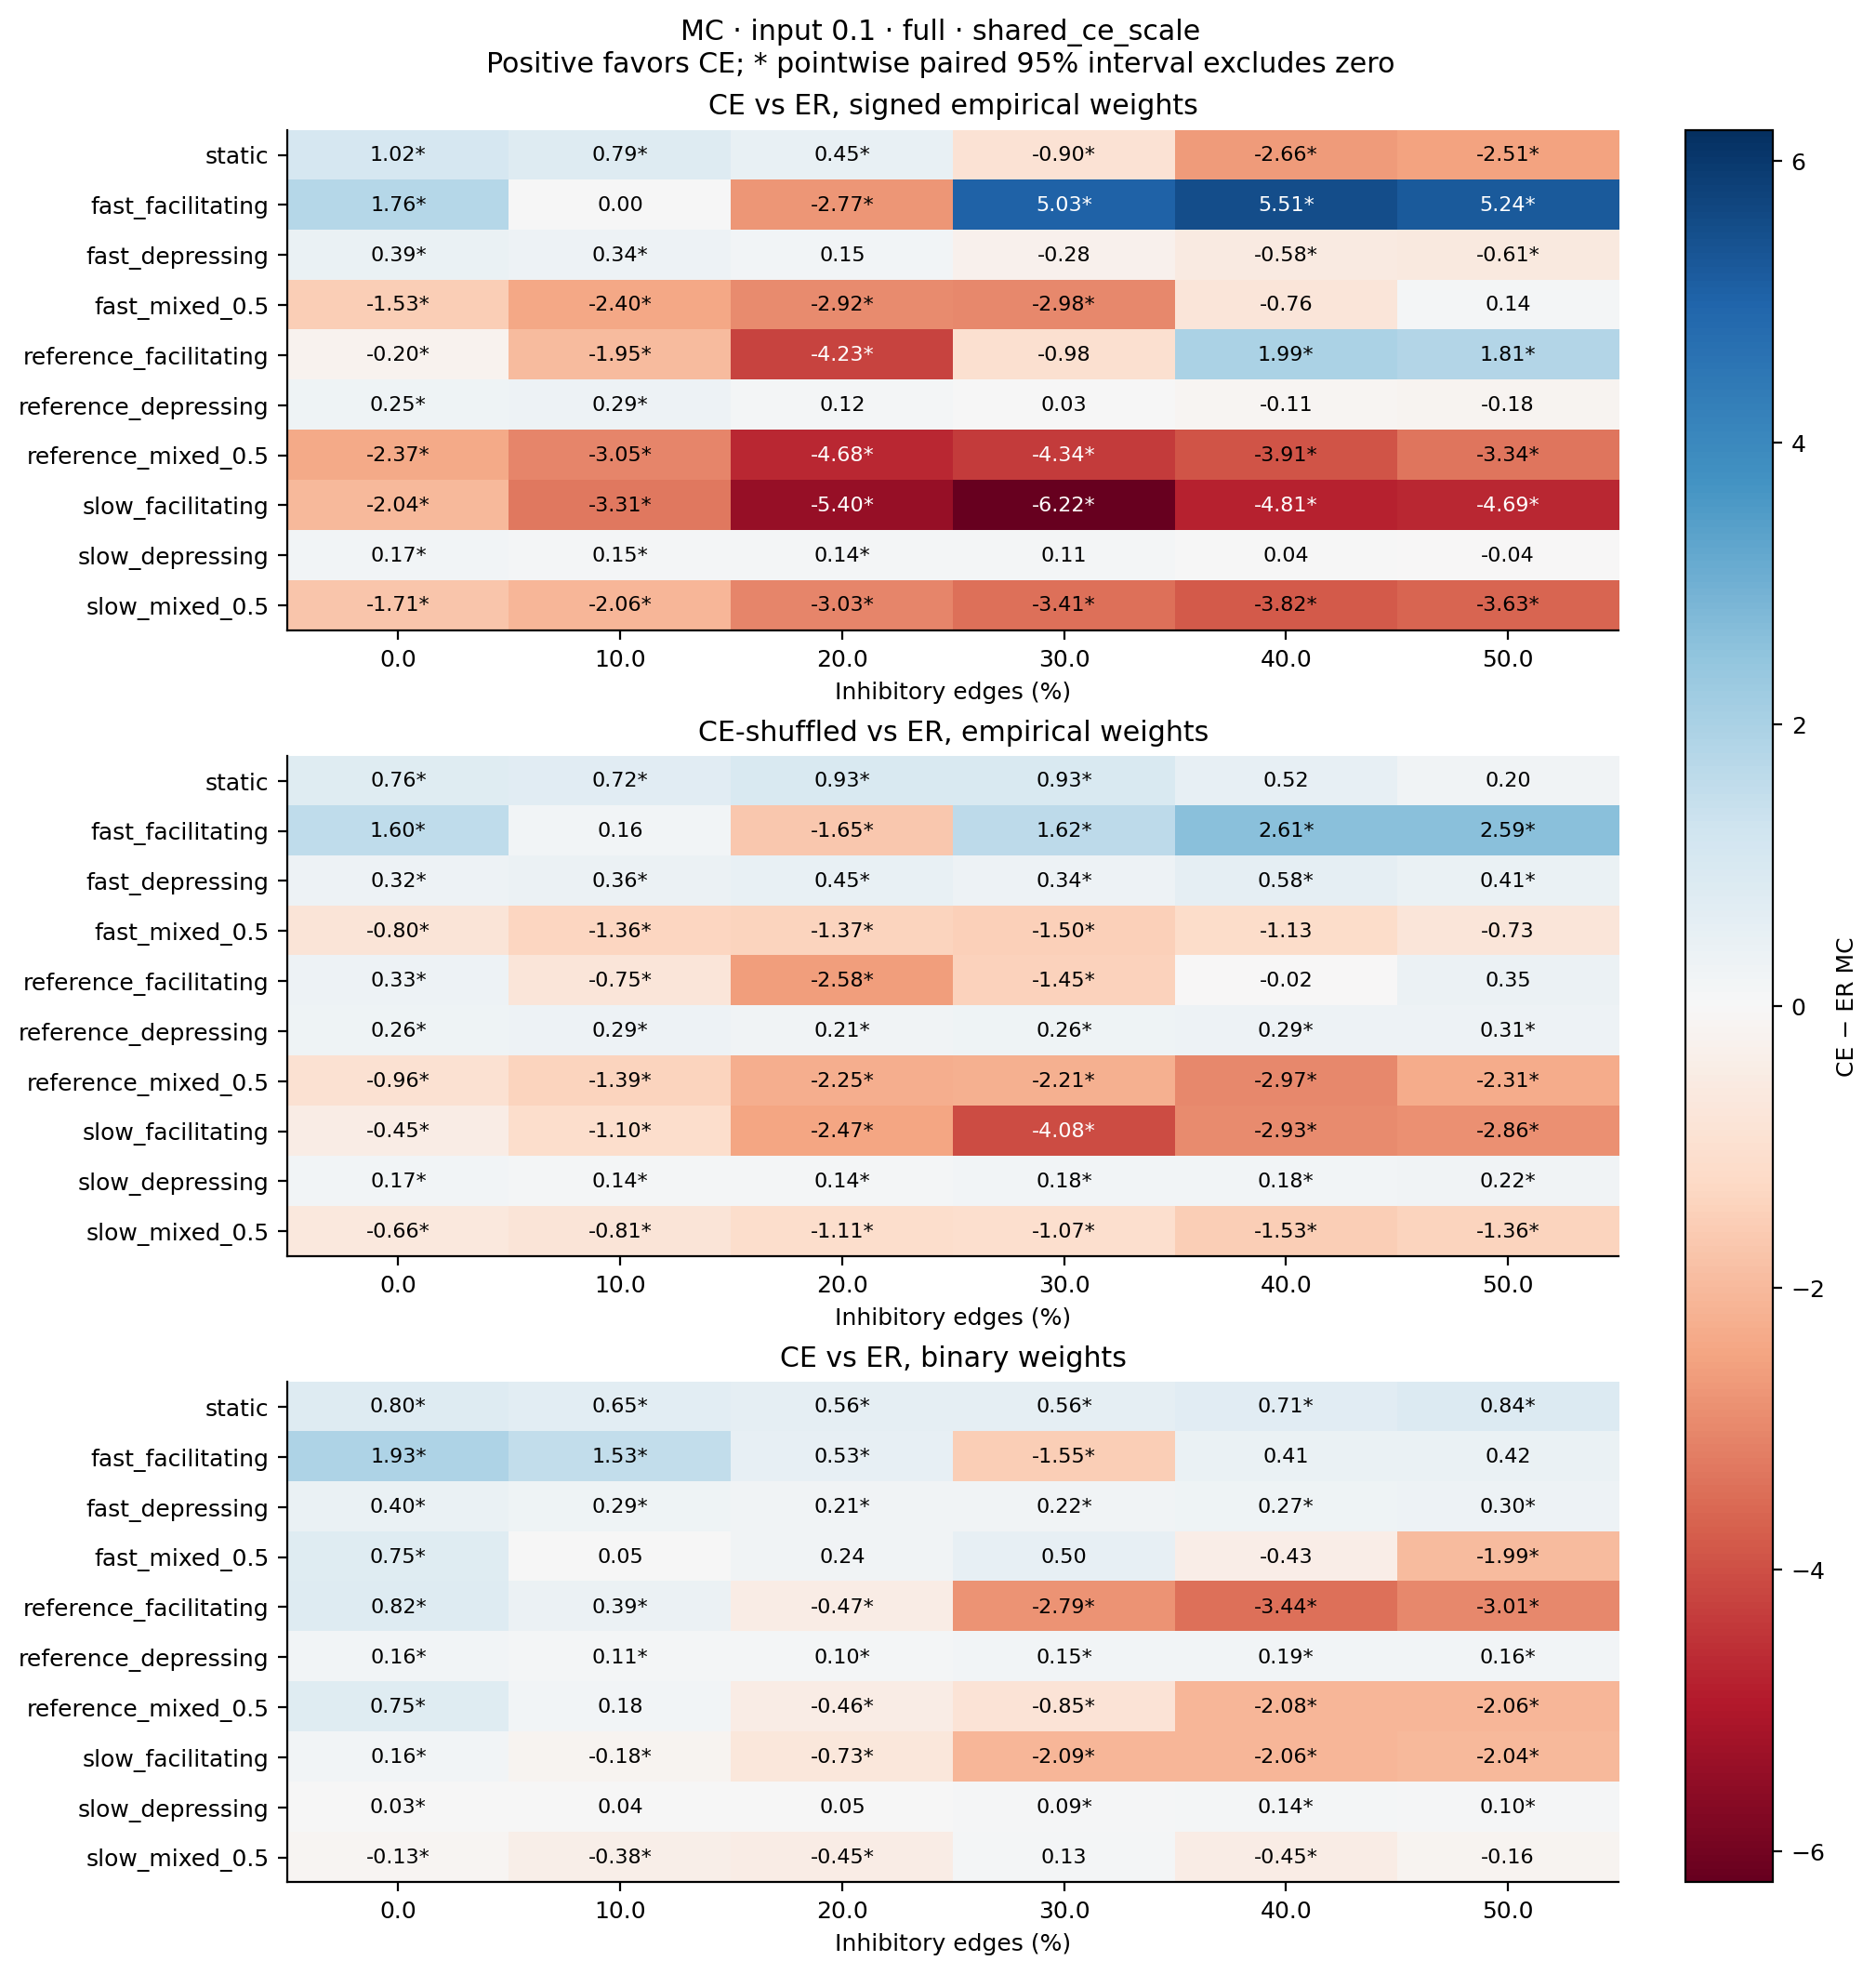 MC · input 0.1 · full · shared_ce_scale
Positive favors CE; * pointwise paired 95% interval excludes zero
CE vs ER, signed empirical weights
static 1.02* 0.79* 0.45* -0.90* -2.66* -2.51*
fast_facilitating 1.76* 0.00 -2.77* 5.03* 5.51* 5.24*
fast_depressing 0.39* 0.34* 0.15 -0.28 -0.58* -0.61*
fast_mixed_0.5 -1.53* -2.40* -2.92* -2.98* -0.76 0.14
reference_facilitating -0.20* -1.95* -4.23* -0.98 1.99* 1.81*
reference_depressing 0.25* 0.29* 0.12 0.03 -0.11 -0.18
reference_mixed_0.5 -2.37* -3.05* -4.68* -4.34* -3.91* -3.34*
slow_facilitating -2.04* -3.31* -5.40* -6.22* -4.81* -4.69*
slow_depressing 0.17* 0.15* 0.14* 0.11 0.04 -0.04
slow_mixed_0.5 -1.71* -2.06* -3.03* -3.41* -3.82* -3.63*
0.0 10.0 20.0 30.0 40.0 50.0
Inhibitory edges (%)
CE-shuffled vs ER, empirical weights
static 0.76* 0.72* 0.93* 0.93* 0.52 0.20
fast_facilitating 1.60* 0.16 -1.65* 1.62* 2.61* 2.59*
fast_depressing 0.32* 0.36* 0.45* 0.34* 0.58* 0.41*
fast_mixed_0.5 -0.80* -1.36* -1.37* -1.50* -1.13 -0.73
reference_facilitating 0.33* -0.75* -2.58* -1.45* -0.02 0.35
reference_depressing 0.26* 0.29* 0.21* 0.26* 0.29* 0.31*
reference_mixed_0.5 -0.96* -1.39* -2.25* -2.21* -2.97* -2.31*
slow_facilitating -0.45* -1.10* -2.47* -4.08* -2.93* -2.86*
slow_depressing 0.17* 0.14* 0.14* 0.18* 0.18* 0.22*
slow_mixed_0.5 -0.66* -0.81* -1.11* -1.07* -1.53* -1.36*
0.0 10.0 20.0 30.0 40.0 50.0
Inhibitory edges (%)
CE vs ER, binary weights
static 0.80* 0.65* 0.56* 0.56* 0.71* 0.84*
fast_facilitating 1.93* 1.53* 0.53* -1.55* 0.41 0.42
fast_depressing 0.40* 0.29* 0.21* 0.22* 0.27* 0.30*
fast_mixed_0.5 0.75* 0.05 0.24 0.50 -0.43 -1.99*
reference_facilitating 0.82* 0.39* -0.47* -2.79* -3.44* -3.01*
reference_depressing 0.16* 0.11* 0.10* 0.15* 0.19* 0.16*
reference_mixed_0.5 0.75* 0.18 -0.46* -0.85* -2.08* -2.06*
slow_facilitating 0.16* -0.18* -0.73* -2.09* -2.06* -2.04*
slow_depressing 0.03* 0.04 0.05 0.09* 0.14* 0.10*
slow_mixed_0.5 -0.13* -0.38* -0.45* 0.13 -0.45* -0.16
0.0 10.0 20.0 30.0 40.0 50.0
Inhibitory edges (%)
6
4
2
0
−2
−4
−6
CE − ER MC